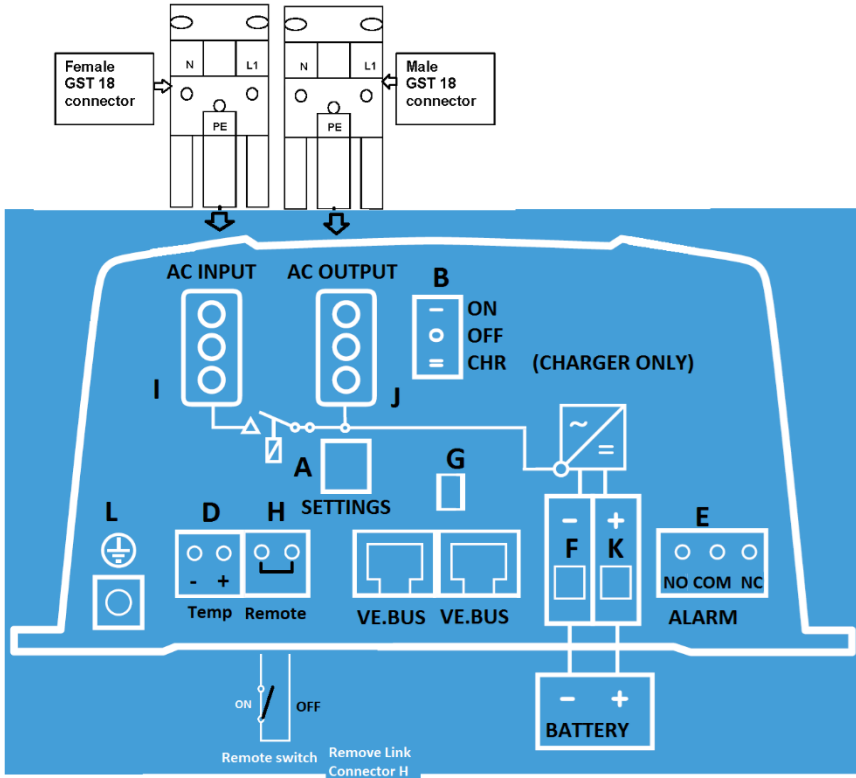 Female
GST 18
connector
N L1
PE
N L1
PE
Male
GST 18
connector
AC INPUT
AC OUTPUT
B
ON
OFF
CHR (CHARGER ONLY)
I
J
A
SETTINGS
G
~
=
L
D
- +
Temp
H
Remote
VE.BUS
VE.BUS
- +
F K
E
NO COM NC
ALARM
ON OFF
Remote switch
Remove Link
Connector H
- +
BATTERY